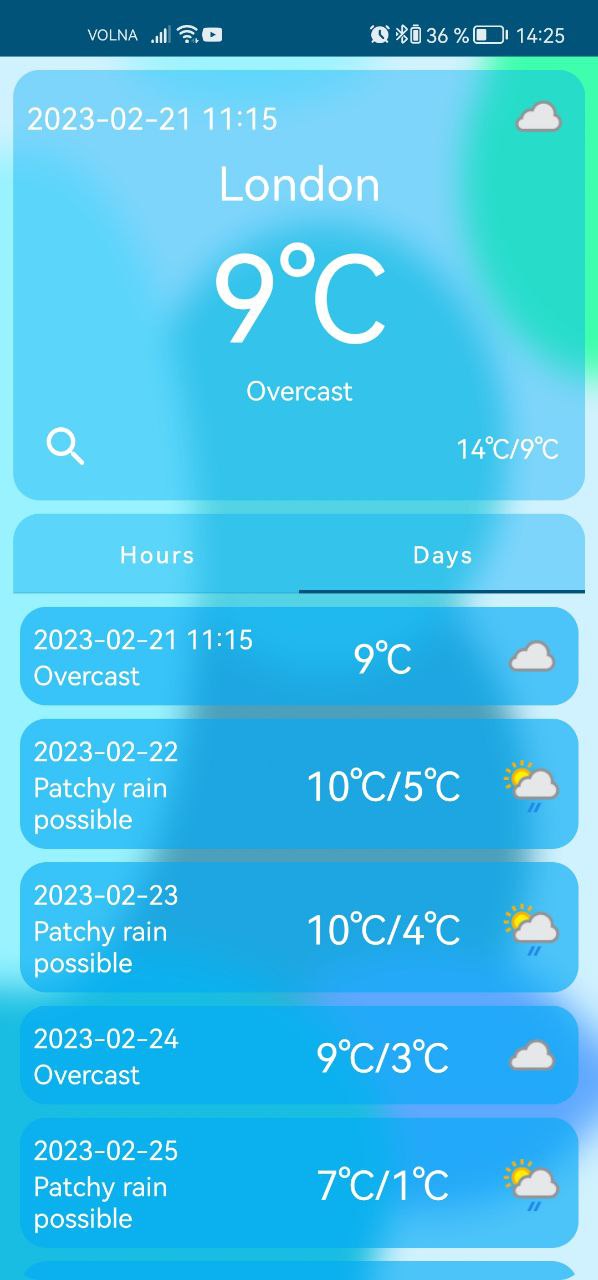 VOLNA 36 % 14:25
2023-02-21 11:15
London
9°C
Overcast
14°C/9°C
Hours Days
2023-02-21 11:15
Overcast
9°C
2023-02-22
Patchy rain
possible
10°C/5°C
2023-02-23
Patchy rain
possible
10°C/4°C
2023-02-24
Overcast
9°C/3°C
2023-02-25
Patchy rain
possible
7°C/1°C